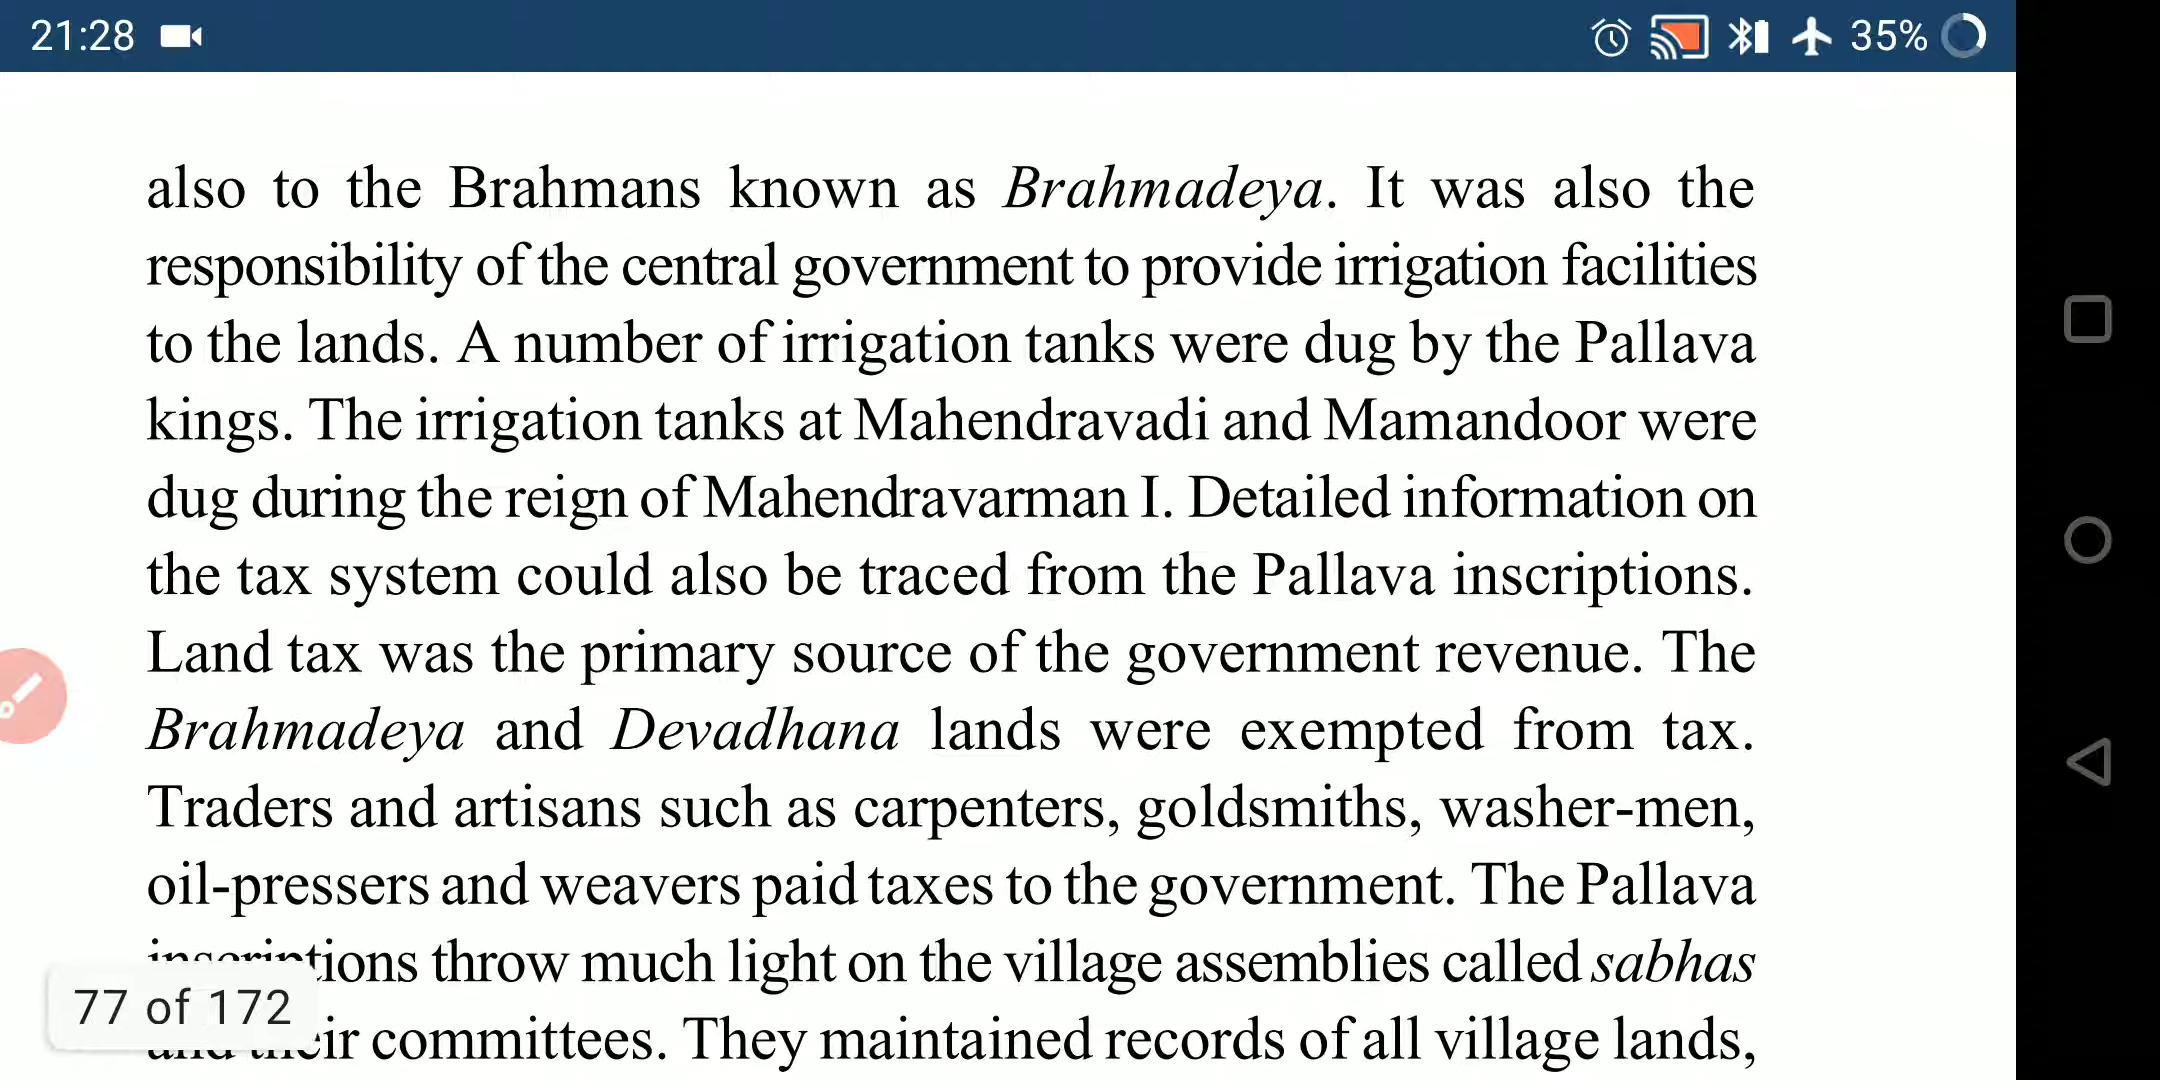 21:28
35%
also to the Brahmans known as Brahmadeya. It was also the
responsibility of the central government to provide irrigation facilities
to the lands. A number of irrigation tanks were dug by the Pallava
kings. The irrigation tanks at Mahendravadi and Mamandoor were
dug during the reign of Mahendravarman I. Detailed information on
the tax system could also be traced from the Pallava inscriptions.
Land tax was the primary source of the government revenue. The
Brahmadeya and Devadhana lands were exempted from tax.
Traders and artisans such as carpenters, goldsmiths, washer-men,
oil-pressers and weavers paid taxes to the government. The Pallava
inscriptions throw much light on the village assemblies called sabhas
and their committees. They maintained records of all village lands,
77 of 172